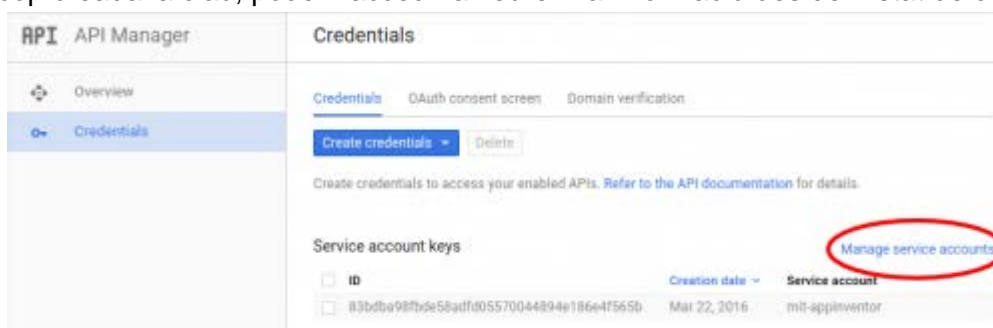 API API Manager
Credentials
Overview
Credentials
Credentials OAuth consent screen Domain verification
Create credentials Delete
Create credentials to access your enabled APIs. Refer to the API documentation for details.
Service account keys
Manage service accounts
ID Creation date Service account
Mar 22, 2016 mit-appinventor